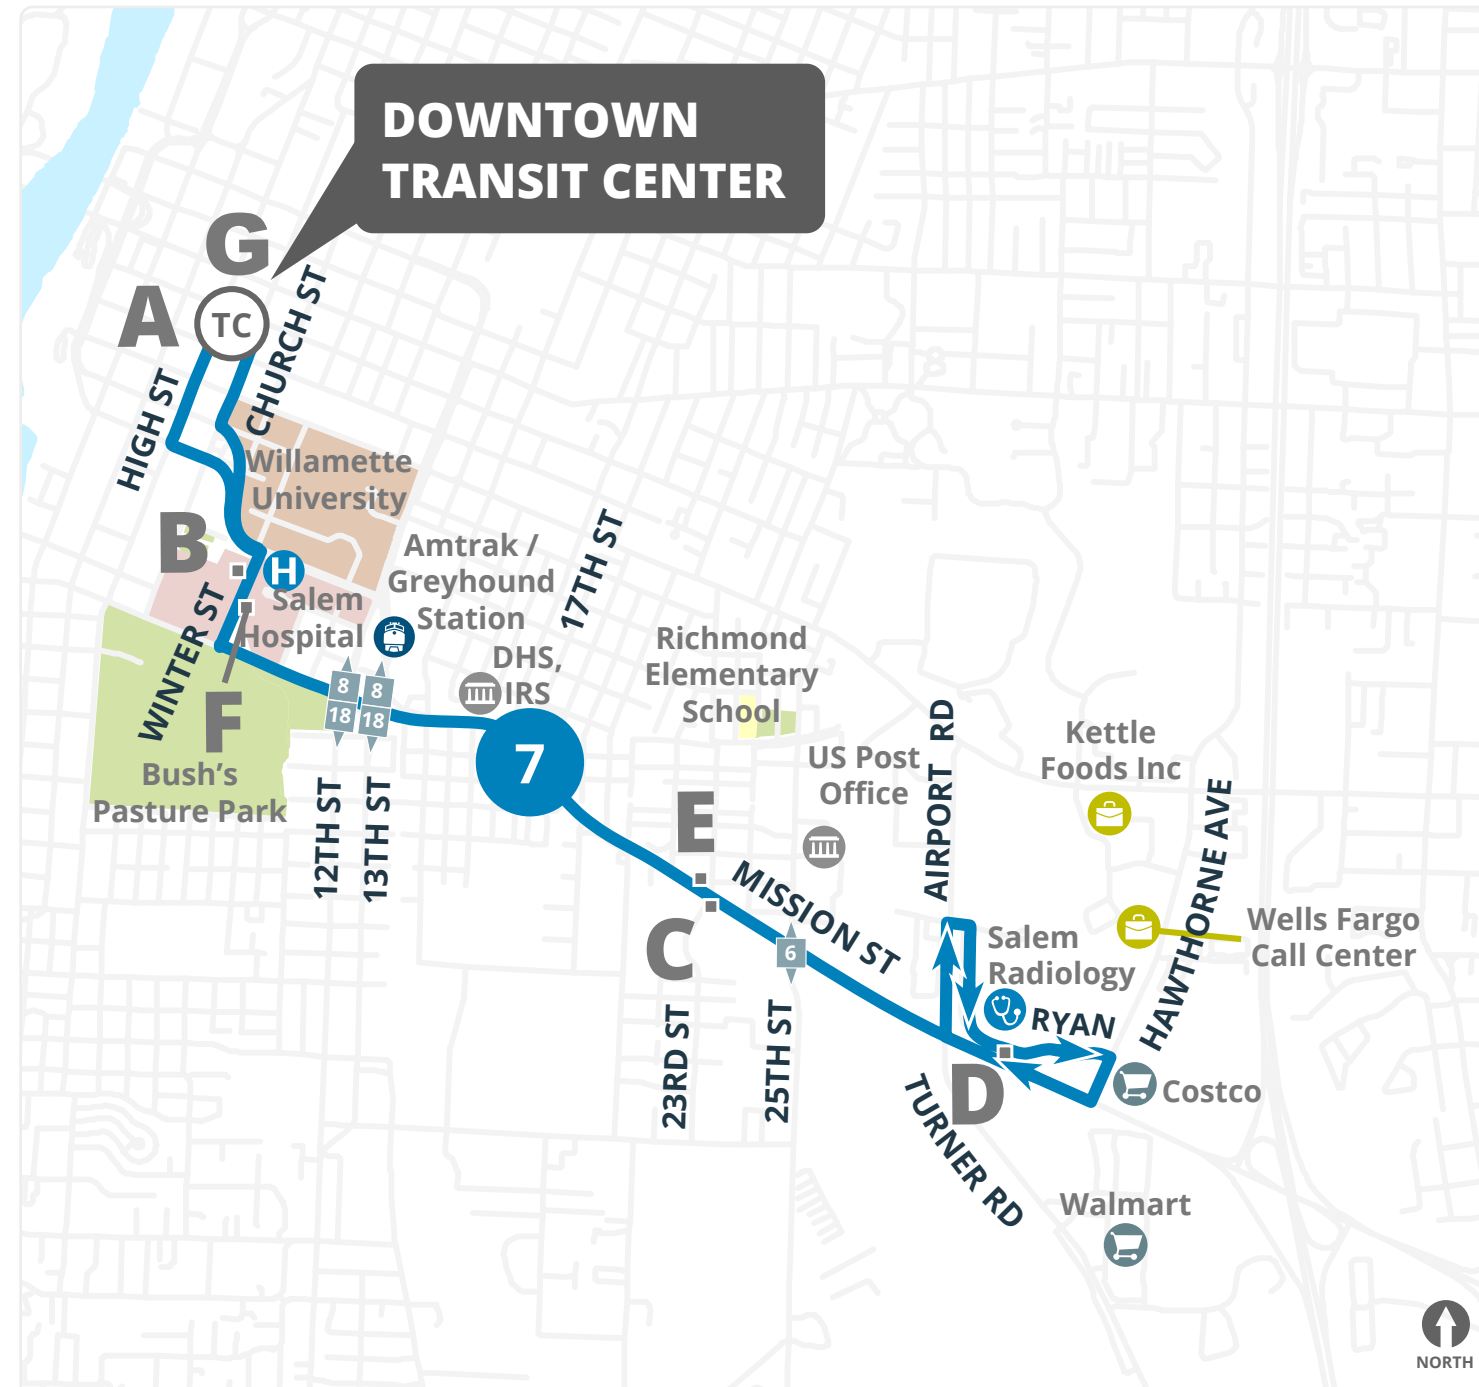 DOWNTOWN
TRANSIT CENTER
G
A
TC
CHURCH ST
HIGH ST
Willamette
University
B
H
Amtrak /
Greyhound
Station
17TH ST
Salem
Hospital
WINTER ST
F
8
18
8
18
DHS,
IRS
Richmond
Elementary
School
7
Bush's
Pasture Park
12TH ST
13TH ST
US Post
Office
AIRPORT RD
Kettle
Foods Inc
HAWTHORNE AVE
E
MISSION ST
C
6
Salem
Radiology
Wells Fargo
Call Center
23RD ST
25TH ST
RYAN
D
Costco
TURNER RD
Walmart
NORTH